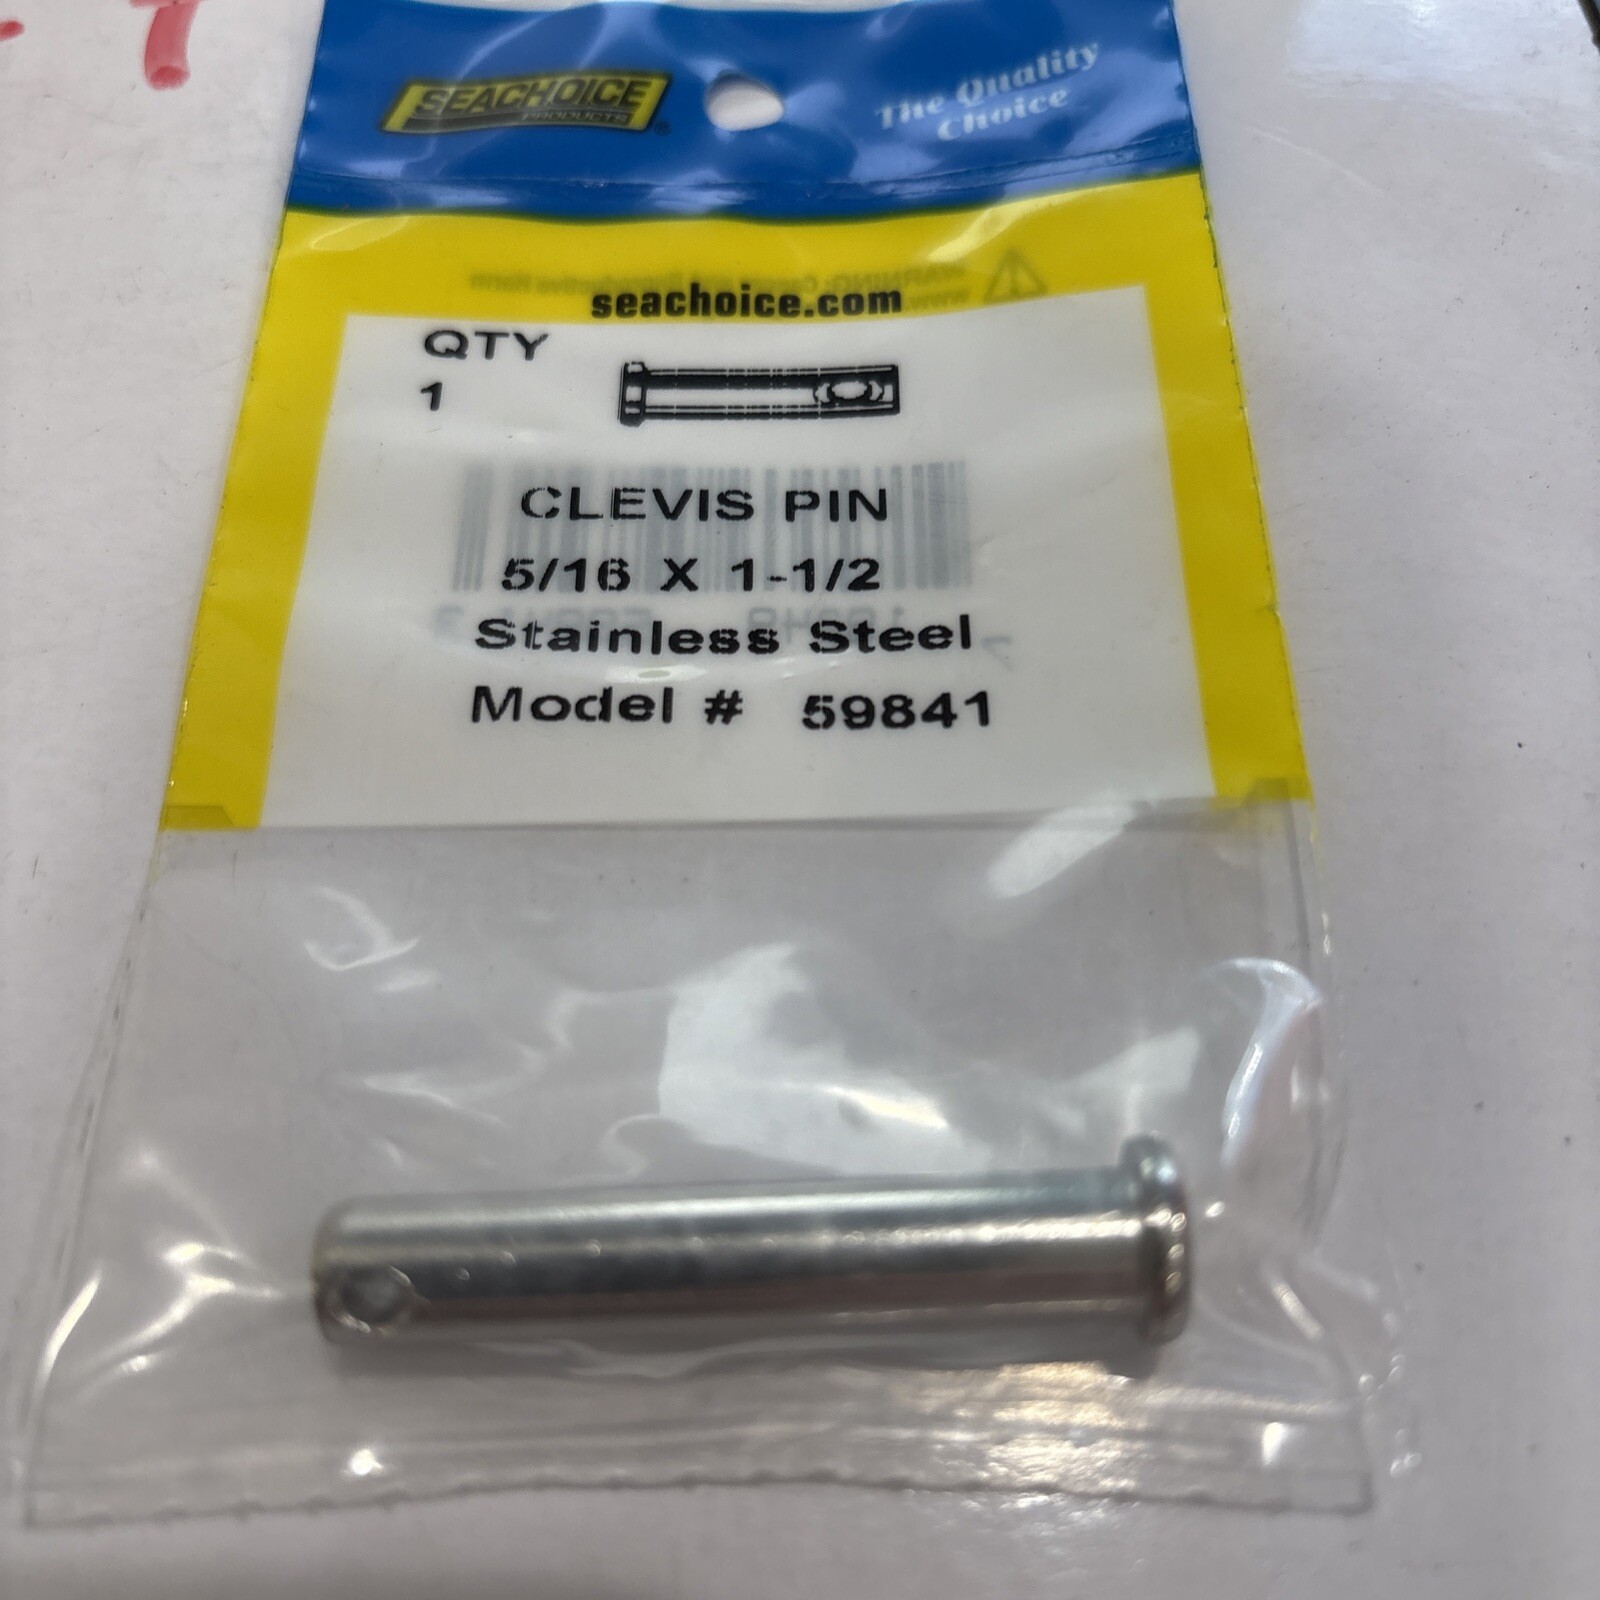 SEACHOICE
PRODUCTS
®
The Quality
Choice
seachoice.com
QTY
1
CLEVIS PIN
5/16 X 1-1/2
Stainless Steel
Model # 59841